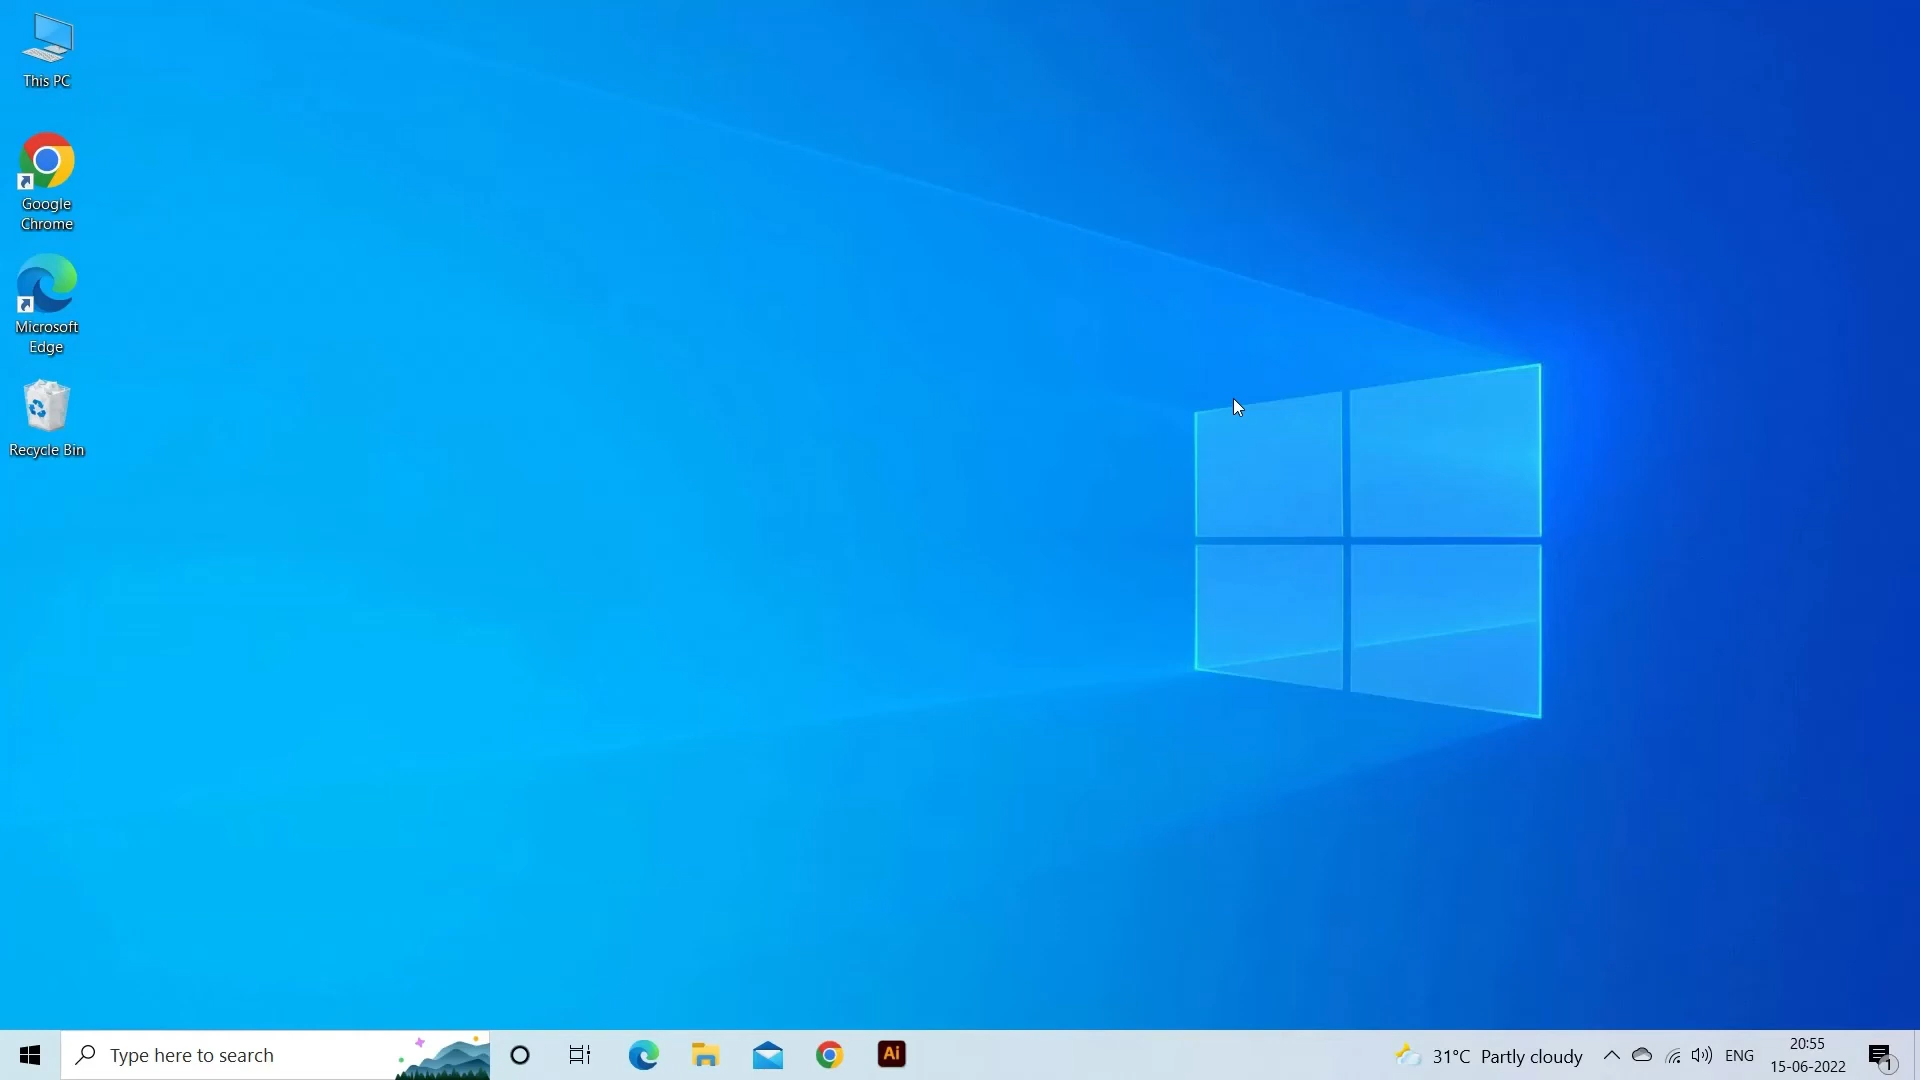 This PC
Google
Chrome
Microsoft
Edge
Recycle Bin
Type here to search
Ai
31°C Partly cloudy
ENG
20:55
15-06-2022
1